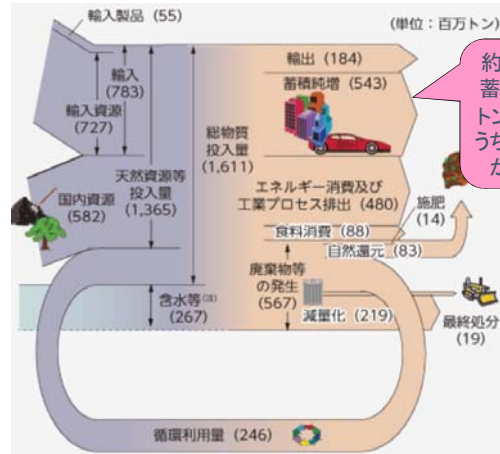 輸入製品 (55)
(単位：百万トン)
輸入
(783)
輸入資源
(727)
総物質
投入量
(1,611)
天然資源等
投入量
(1,365)
国内資源
(582)
含水等(注)
(267)
輸出 (184)
蓄積純増 (543)
エネルギー消費及び
工業プロセス排出 (480)
食料消費 (88)
施肥
(14)
自然還元 (83)
廃棄物等
の発生
(567)
減量化 (219)
最終処分
(19)
循環利用量 (246)
約
蓄
トン
うち
か